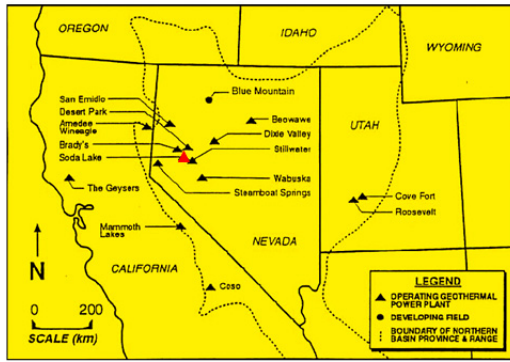 OREGON
IDAHO
WYOMING
Blue Mountain
San Emidio
Desert Park
Amedee
Wineagle
Beowawe
Dixie Valley
Stillwater
UTAH
Brady's
Soda Lake
The Geysers
Wabuska
Steamboat Springs
Cove Fort
Roosevelt
Mammoth
Lakes
NEVADA
N
CALIFORNIA
Coso
0 200
SCALE (km)
LEGEND
OPERATING GEOTHERMAL
POWER PLANT
DEVELOPING FIELD
BOUNDARY OF NORTHERN
BASIN PROVINCE & RANGE